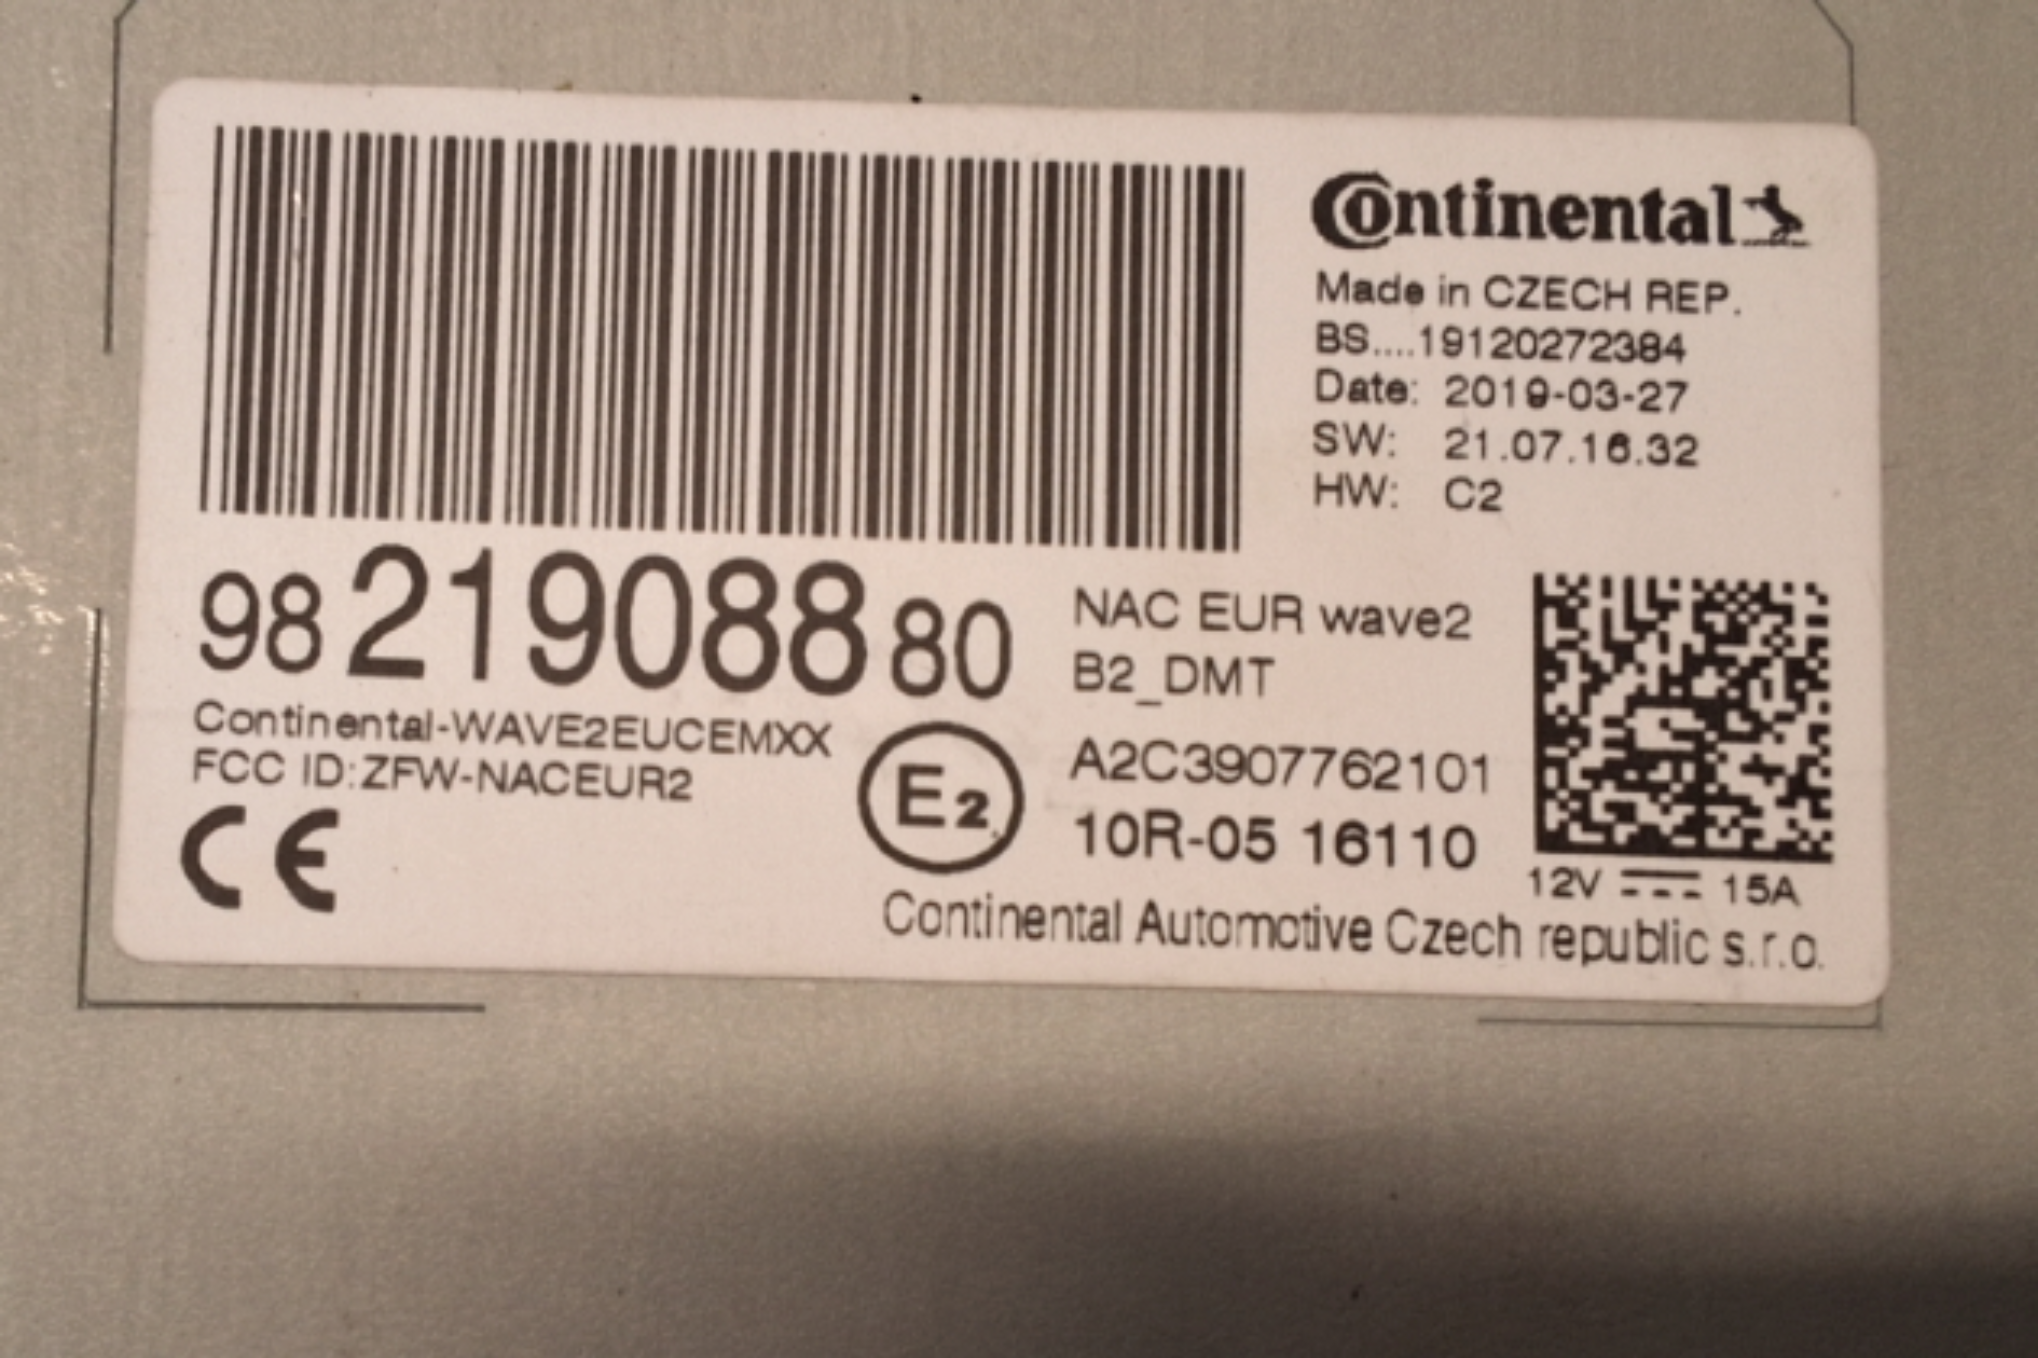 Continental
Made in CZECH REP.
BS....19120272384
Date: 2019-03-27
SW: 21.07.16.32
HW: C2
98 219088 80
NAC EUR wave2
B2_DMT
Continental-WAVE2EUCEMXX
FCC ID:ZFW-NACEUR2
CE
E2
A2C3907762101
10R-05 16110
12V 15A
Continental Automotive Czech republic s.r.o.